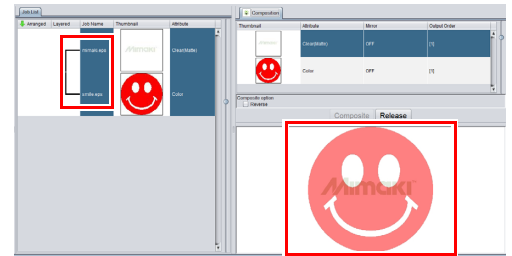 Job List
Arranged Layered Job Name Thumbnail Attribute
mimaki.eps Mimaki Clear(Matte)
smile.eps Color
Composition
Thumbnail Attribute Mirror Output Order
Mimaki Clear(Matte) OFF [1]
Color OFF [1]
Composite option
Reverse
Composite Release
Mimaki